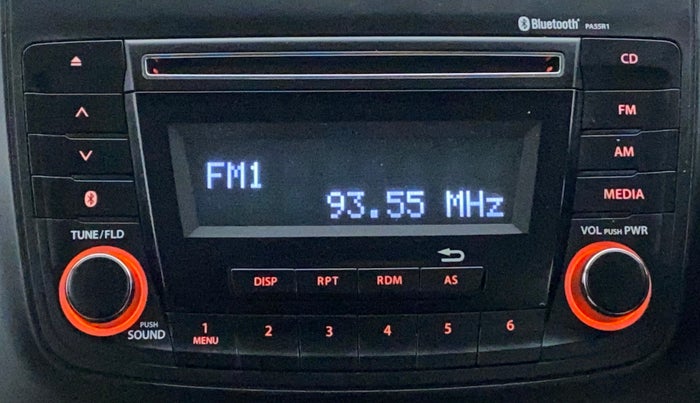 Bluetooth® PA5SR1
CD
FM
AM
MEDIA
FM1
93.55 MHz
TUNE/FLD
VOL PUSH PWR
DISP RPT RDM AS
PUSH
SOUND
1 2 3 4 5 6
MENU